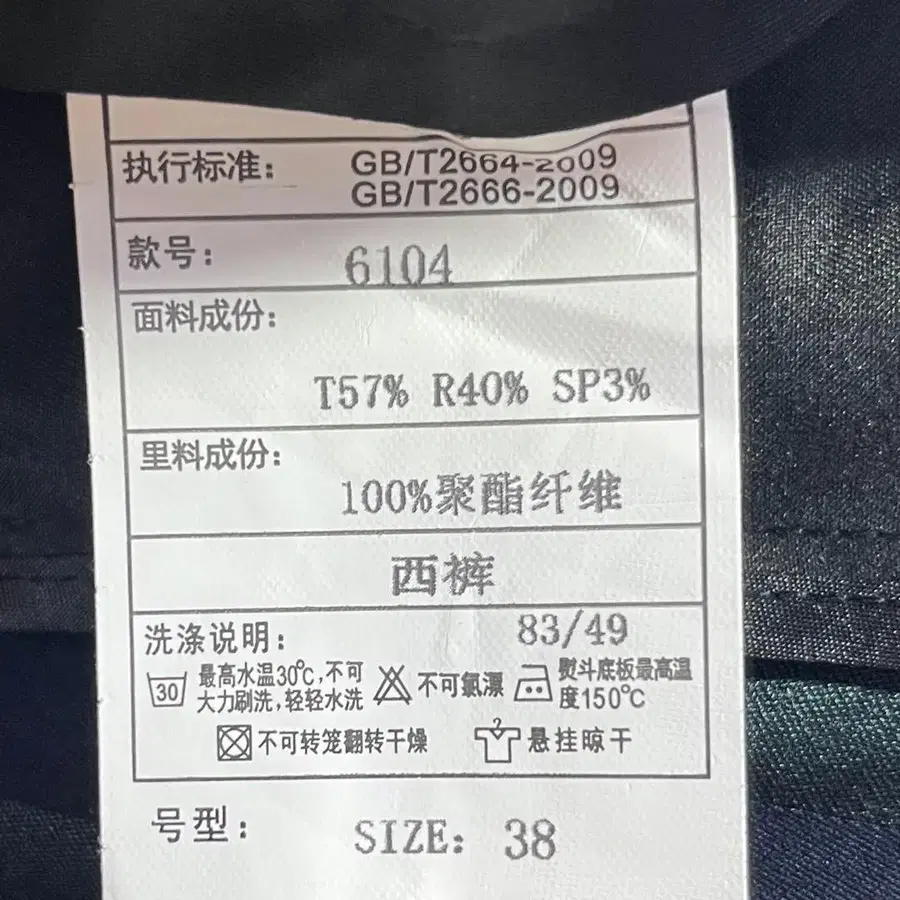 执行标准: GB/T2664-2009
GB/T2666-2009
款号: 6104
面料成份:
T57% R40% SP3%
里料成份:
100%聚酯纤维
西裤
洗涤说明: 83/49
30 最高水温30℃,不可大力刷洗,轻轻水洗 不可氯漂 熨斗底板最高温度150℃
不可转笼翻转干燥 悬挂晾干
号型: SIZE: 38